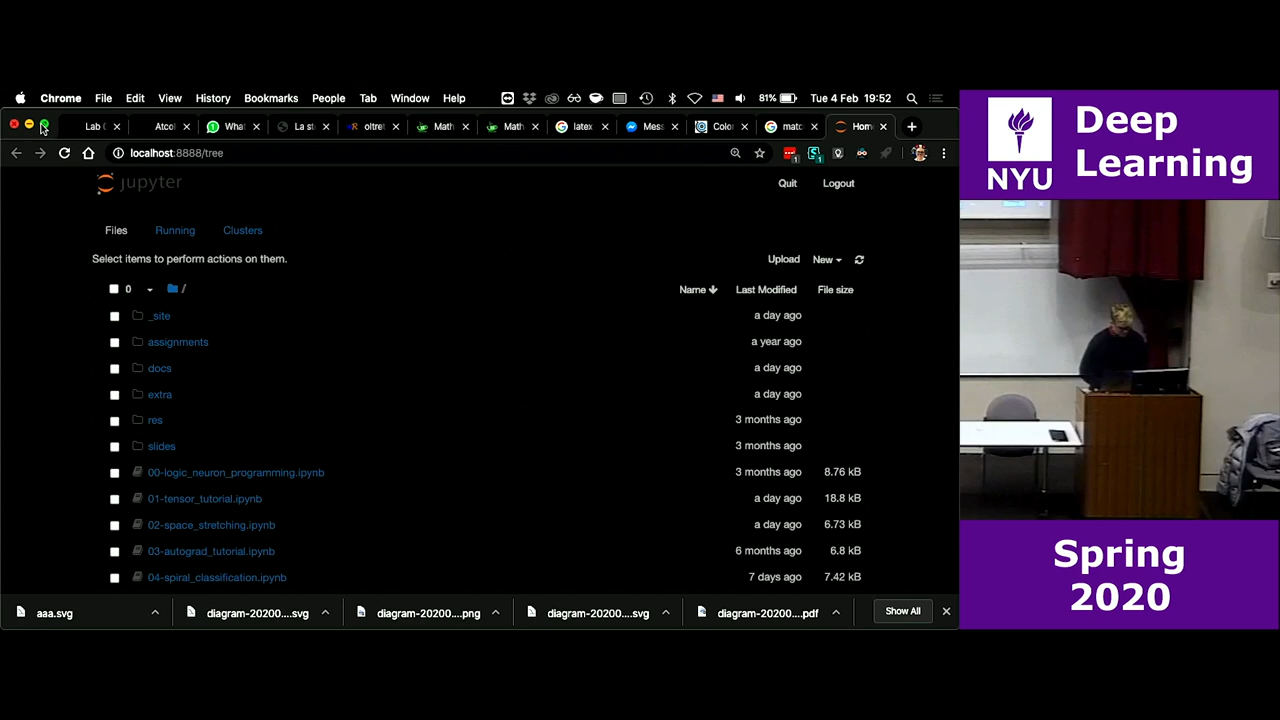 Chrome File Edit View History Bookmarks People Tab Window Help 81% Tue 4 Feb 19:52
Lab Atcol What La st oltret Math Math latex Mess Color matc Hom
localhost:8888/tree
jupyter Quit Logout
Files Running Clusters
Select items to perform actions on them. Upload New
0 / Name Last Modified File size
_site a day ago
assignments a year ago
docs a day ago
extra a day ago
res 3 months ago
slides 3 months ago
00-logic_neuron_programming.ipynb 3 months ago 8.76 kB
01-tensor_tutorial.ipynb a day ago 18.8 kB
02-space_stretching.ipynb a day ago 6.73 kB
03-autograd_tutorial.ipynb 6 months ago 6.8 kB
04-spiral_classification.ipynb 7 days ago 7.42 kB
aaa.svg diagram-20200....svg diagram-20200....png diagram-20200....svg diagram-20200....pdf Show All
NYU
Deep
Learning
Spring
2020